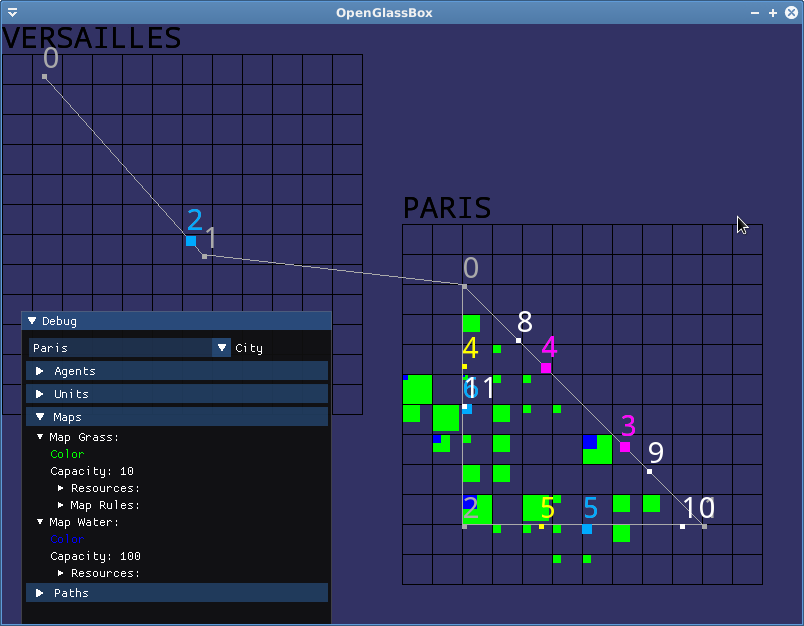 OpenGlassBox
VERSAILLES
0
2
1
PARIS
0
8
4
4
6
11
3
9
2
5
5
10
Debug
Paris
City
Agents
Units
Maps
Map Grass:
Color
Capacity: 10
Resources:
Map Rules:
Map Water:
Color
Capacity: 100
Resources:
Paths